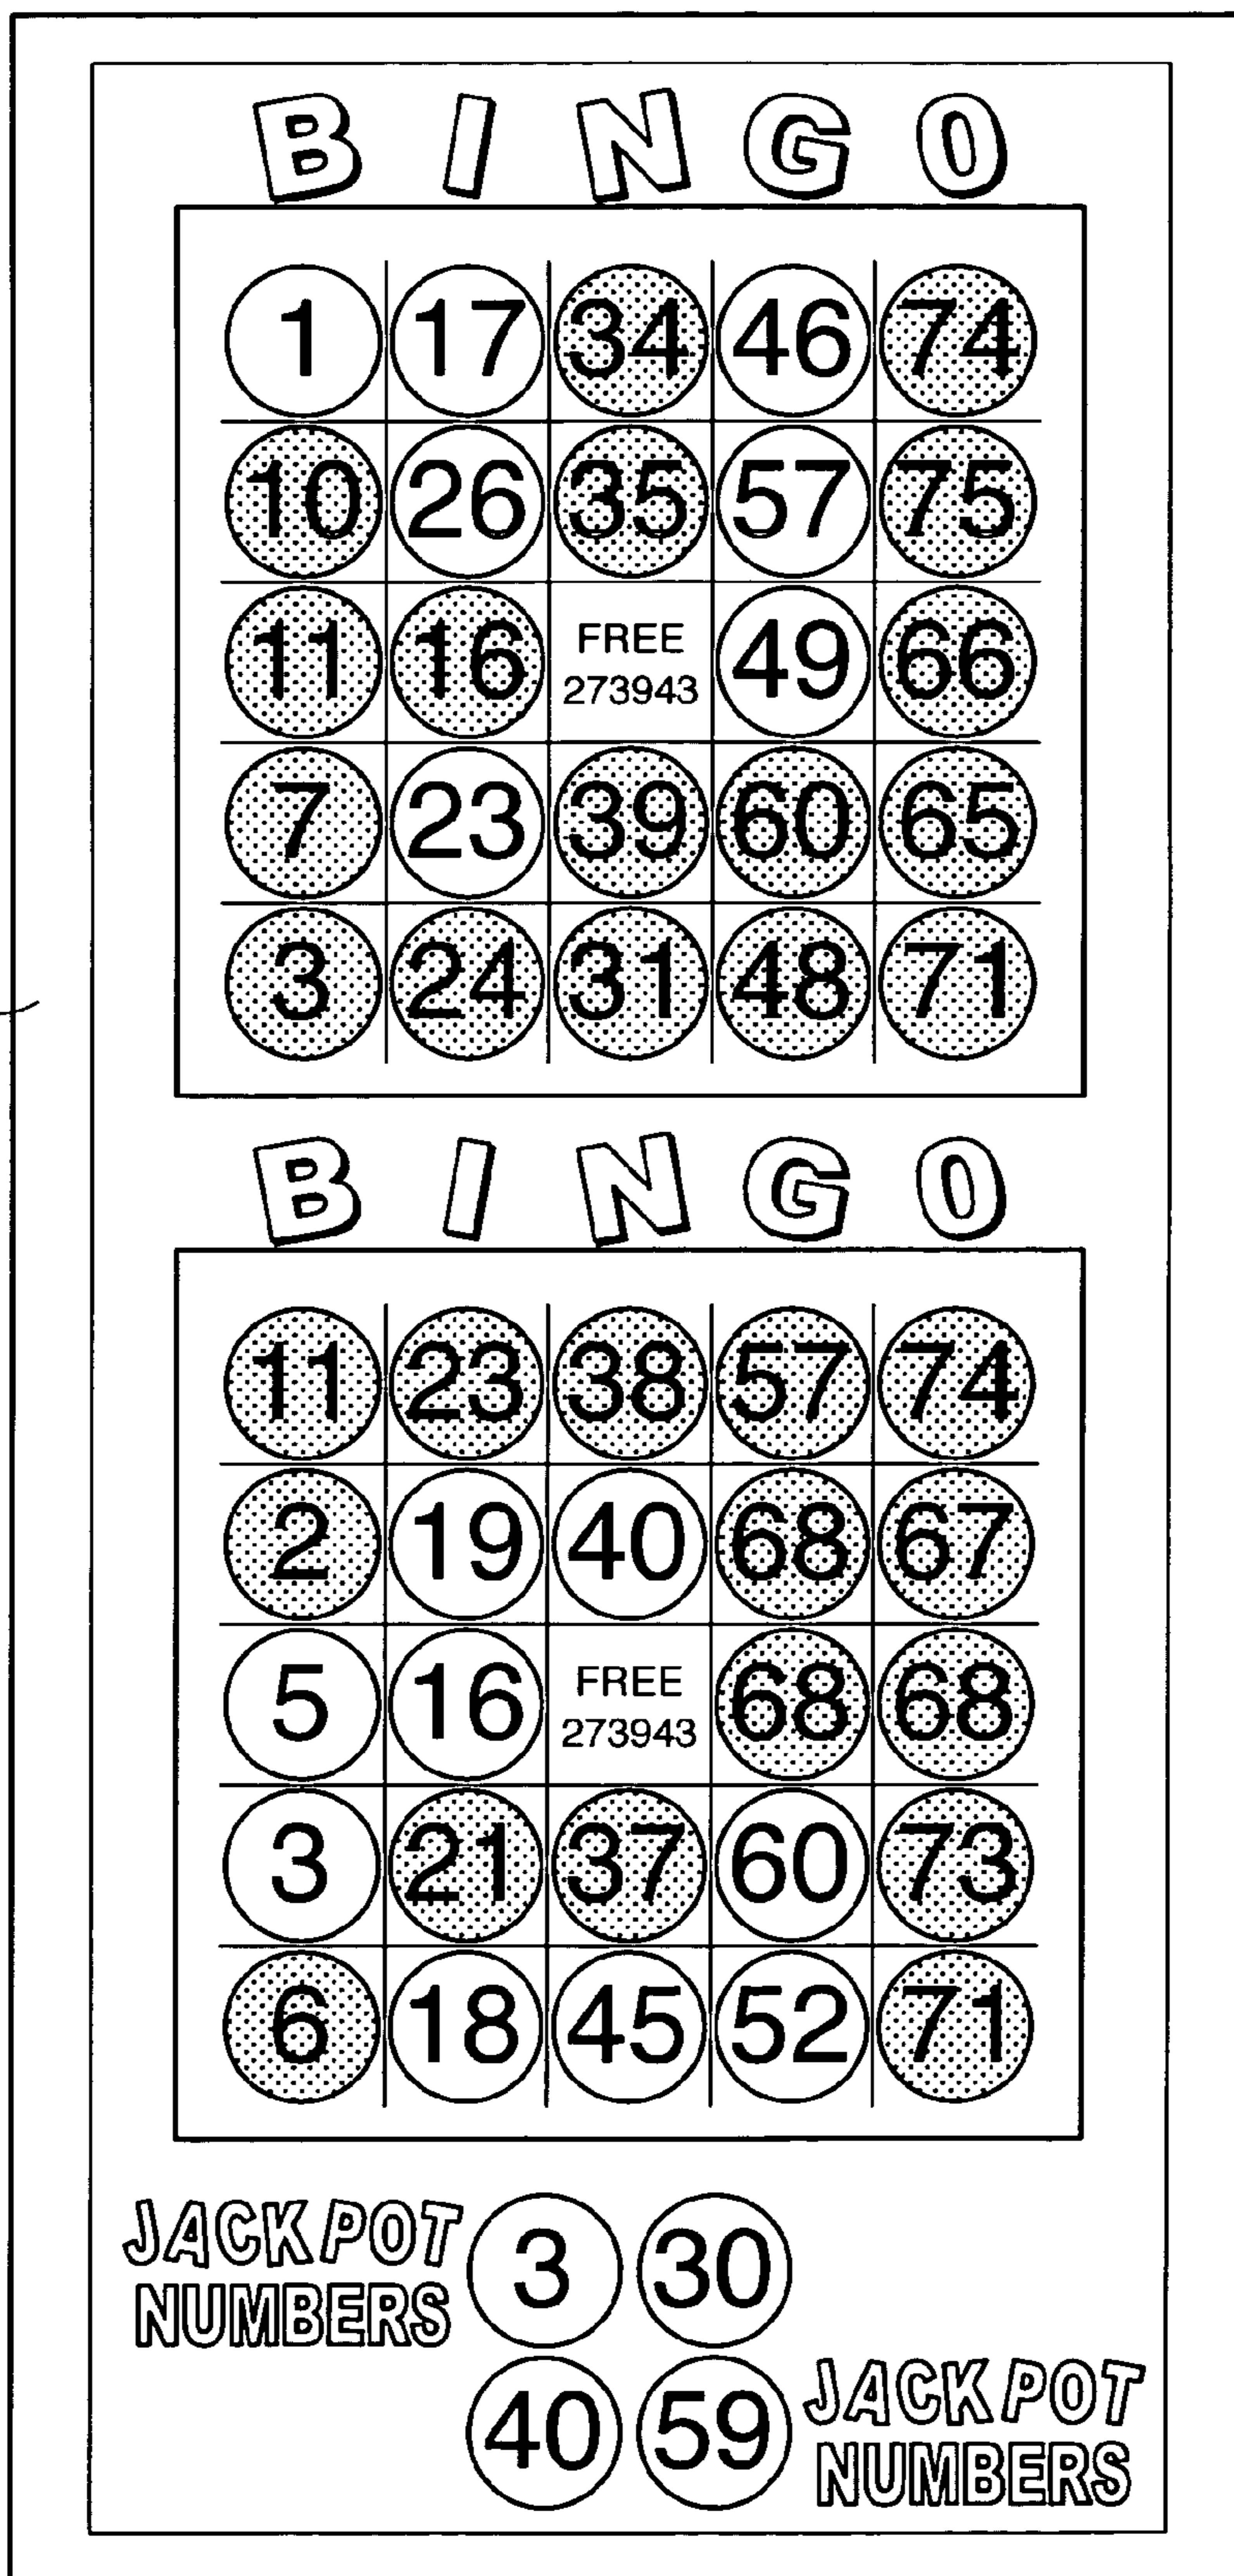 B I N G O
1 17 34 46 74
10 26 35 57 75
11 16 FREE 273943 49 66
7 23 39 60 65
3 24 31 48 71
B I N G O
11 23 38 57 74
2 19 40 68 67
5 16 FREE 273943 68 68
3 21 37 60 73
6 18 45 52 71
JACKPOT NUMBERS
3 30
40 59
JACKPOT NUMBERS